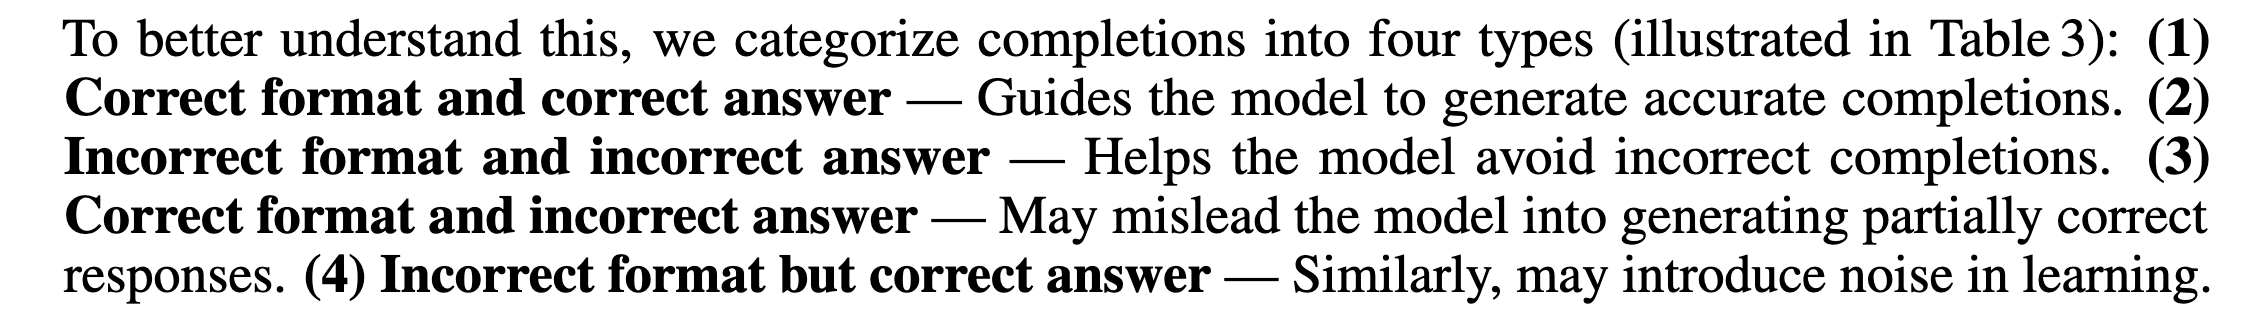 To better understand this, we categorize completions into four types (illustrated in Table 3): (1)
Correct format and correct answer — Guides the model to generate accurate completions. (2)
Incorrect format and incorrect answer — Helps the model avoid incorrect completions. (3)
Correct format and incorrect answer — May mislead the model into generating partially correct
responses. (4) Incorrect format but correct answer — Similarly, may introduce noise in learning.